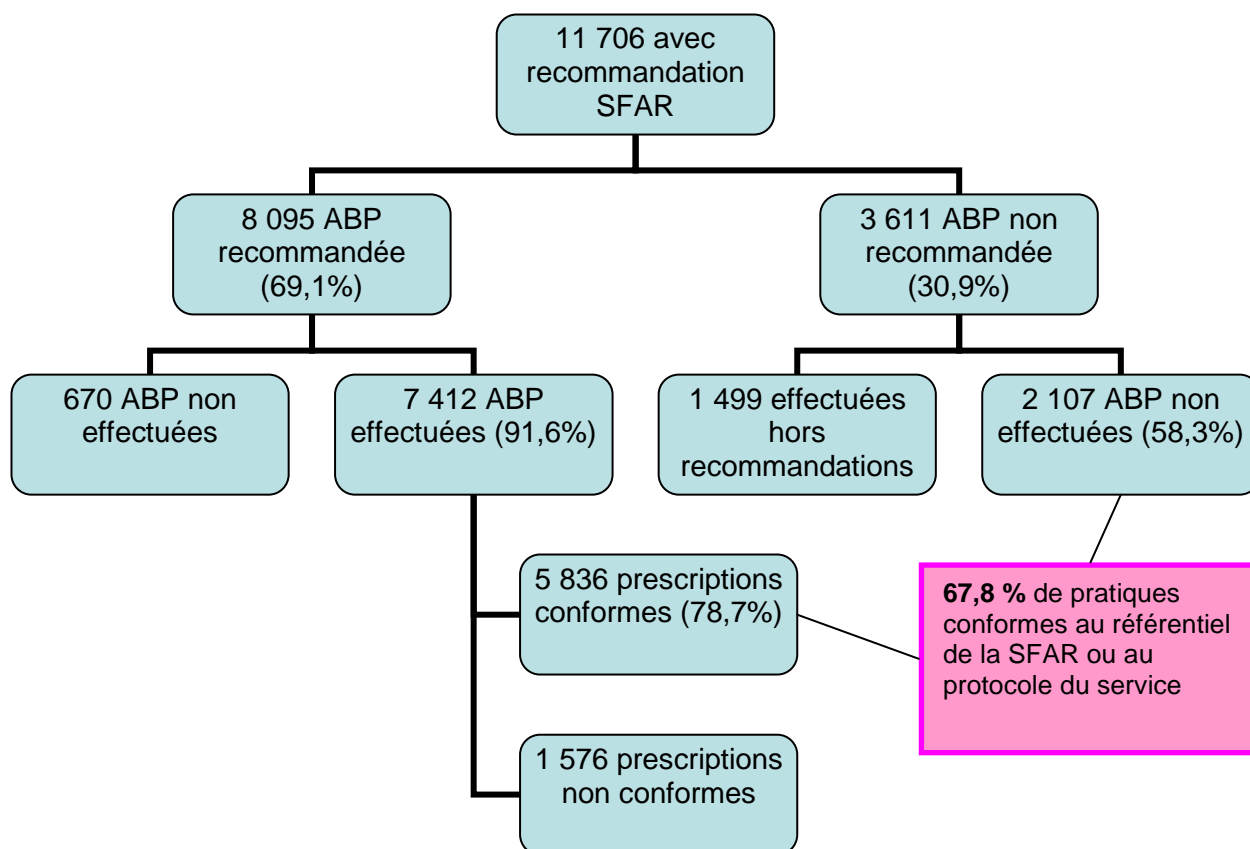 11 706 avec
recommandation
SFAR
8 095 ABP
recommandée
(69,1%)
3 611 ABP non
recommandée
(30,9%)
670 ABP non
effectuées
7 412 ABP
effectuées (91,6%)
1 499 effectuées
hors
recommandations
2 107 ABP non
effectuées (58,3%)
5 836 prescriptions
conformes (78,7%)
67,8 % de pratiques
conformes au référentiel
de la SFAR ou au
protocole du service
1 576 prescriptions
non conformes